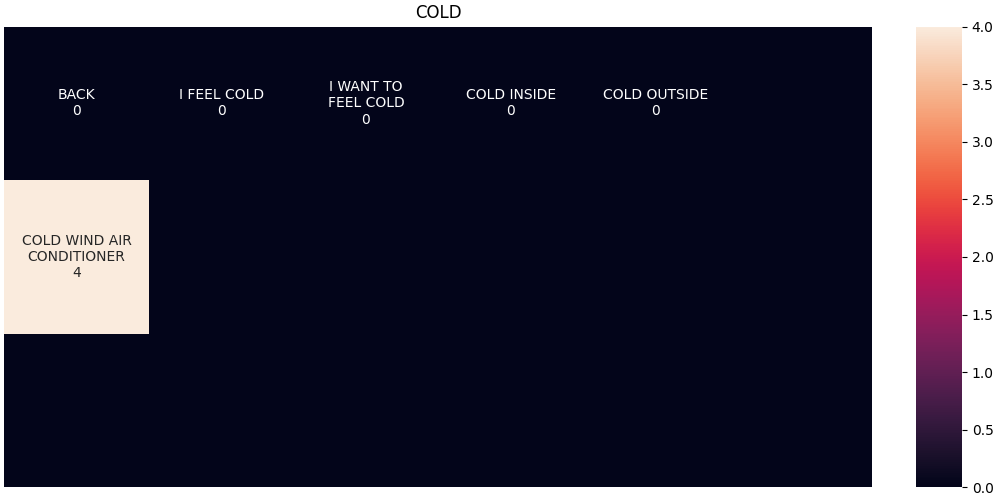 COLD
BACK
0
I FEEL COLD
0
I WANT TO
FEEL COLD
0
COLD INSIDE
0
COLD OUTSIDE
0
COLD WIND AIR
CONDITIONER
4
4.0
3.5
3.0
2.5
2.0
1.5
1.0
0.5
0.0